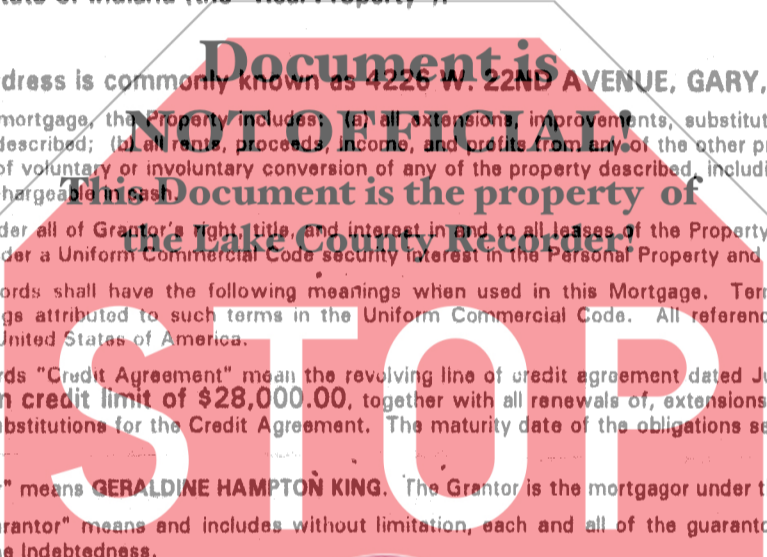 Document is
NOT OFFICIAL!
This Document is the property of
the Lake County Recorder!
STOP
dress is commonly known as 4226 W. 22ND AVENUE, GARY,
mortgage, the Property includes: (a) all extensions, improvements, substitut
described; (b) all rents, proceeds, income, and profits from any of the other pr
of voluntary or involuntary conversion of any of the property described, includi
hargeable in cash.
der all of Grantor's right, title, and interest in and to all leases of the Property
der a Uniform Commercial Code security interest in the Personal Property and
ords shall have the following meanings when used in this Mortgage. Ter
gs attributed to such terms in the Uniform Commercial Code. All referenc
United States of America.
rds "Credit Agreement" mean the revolving line of credit agreement dated Ju
n credit limit of $28,000.00, together with all renewals of, extensions
ubstitutions for the Credit Agreement. The maturity date of the obligations se
r" means GERALDINE HAMPTON KING. The Grantor is the mortgagor under t
arantor" means and includes without limitation, each and all of the guaranto
e Indebtedness.